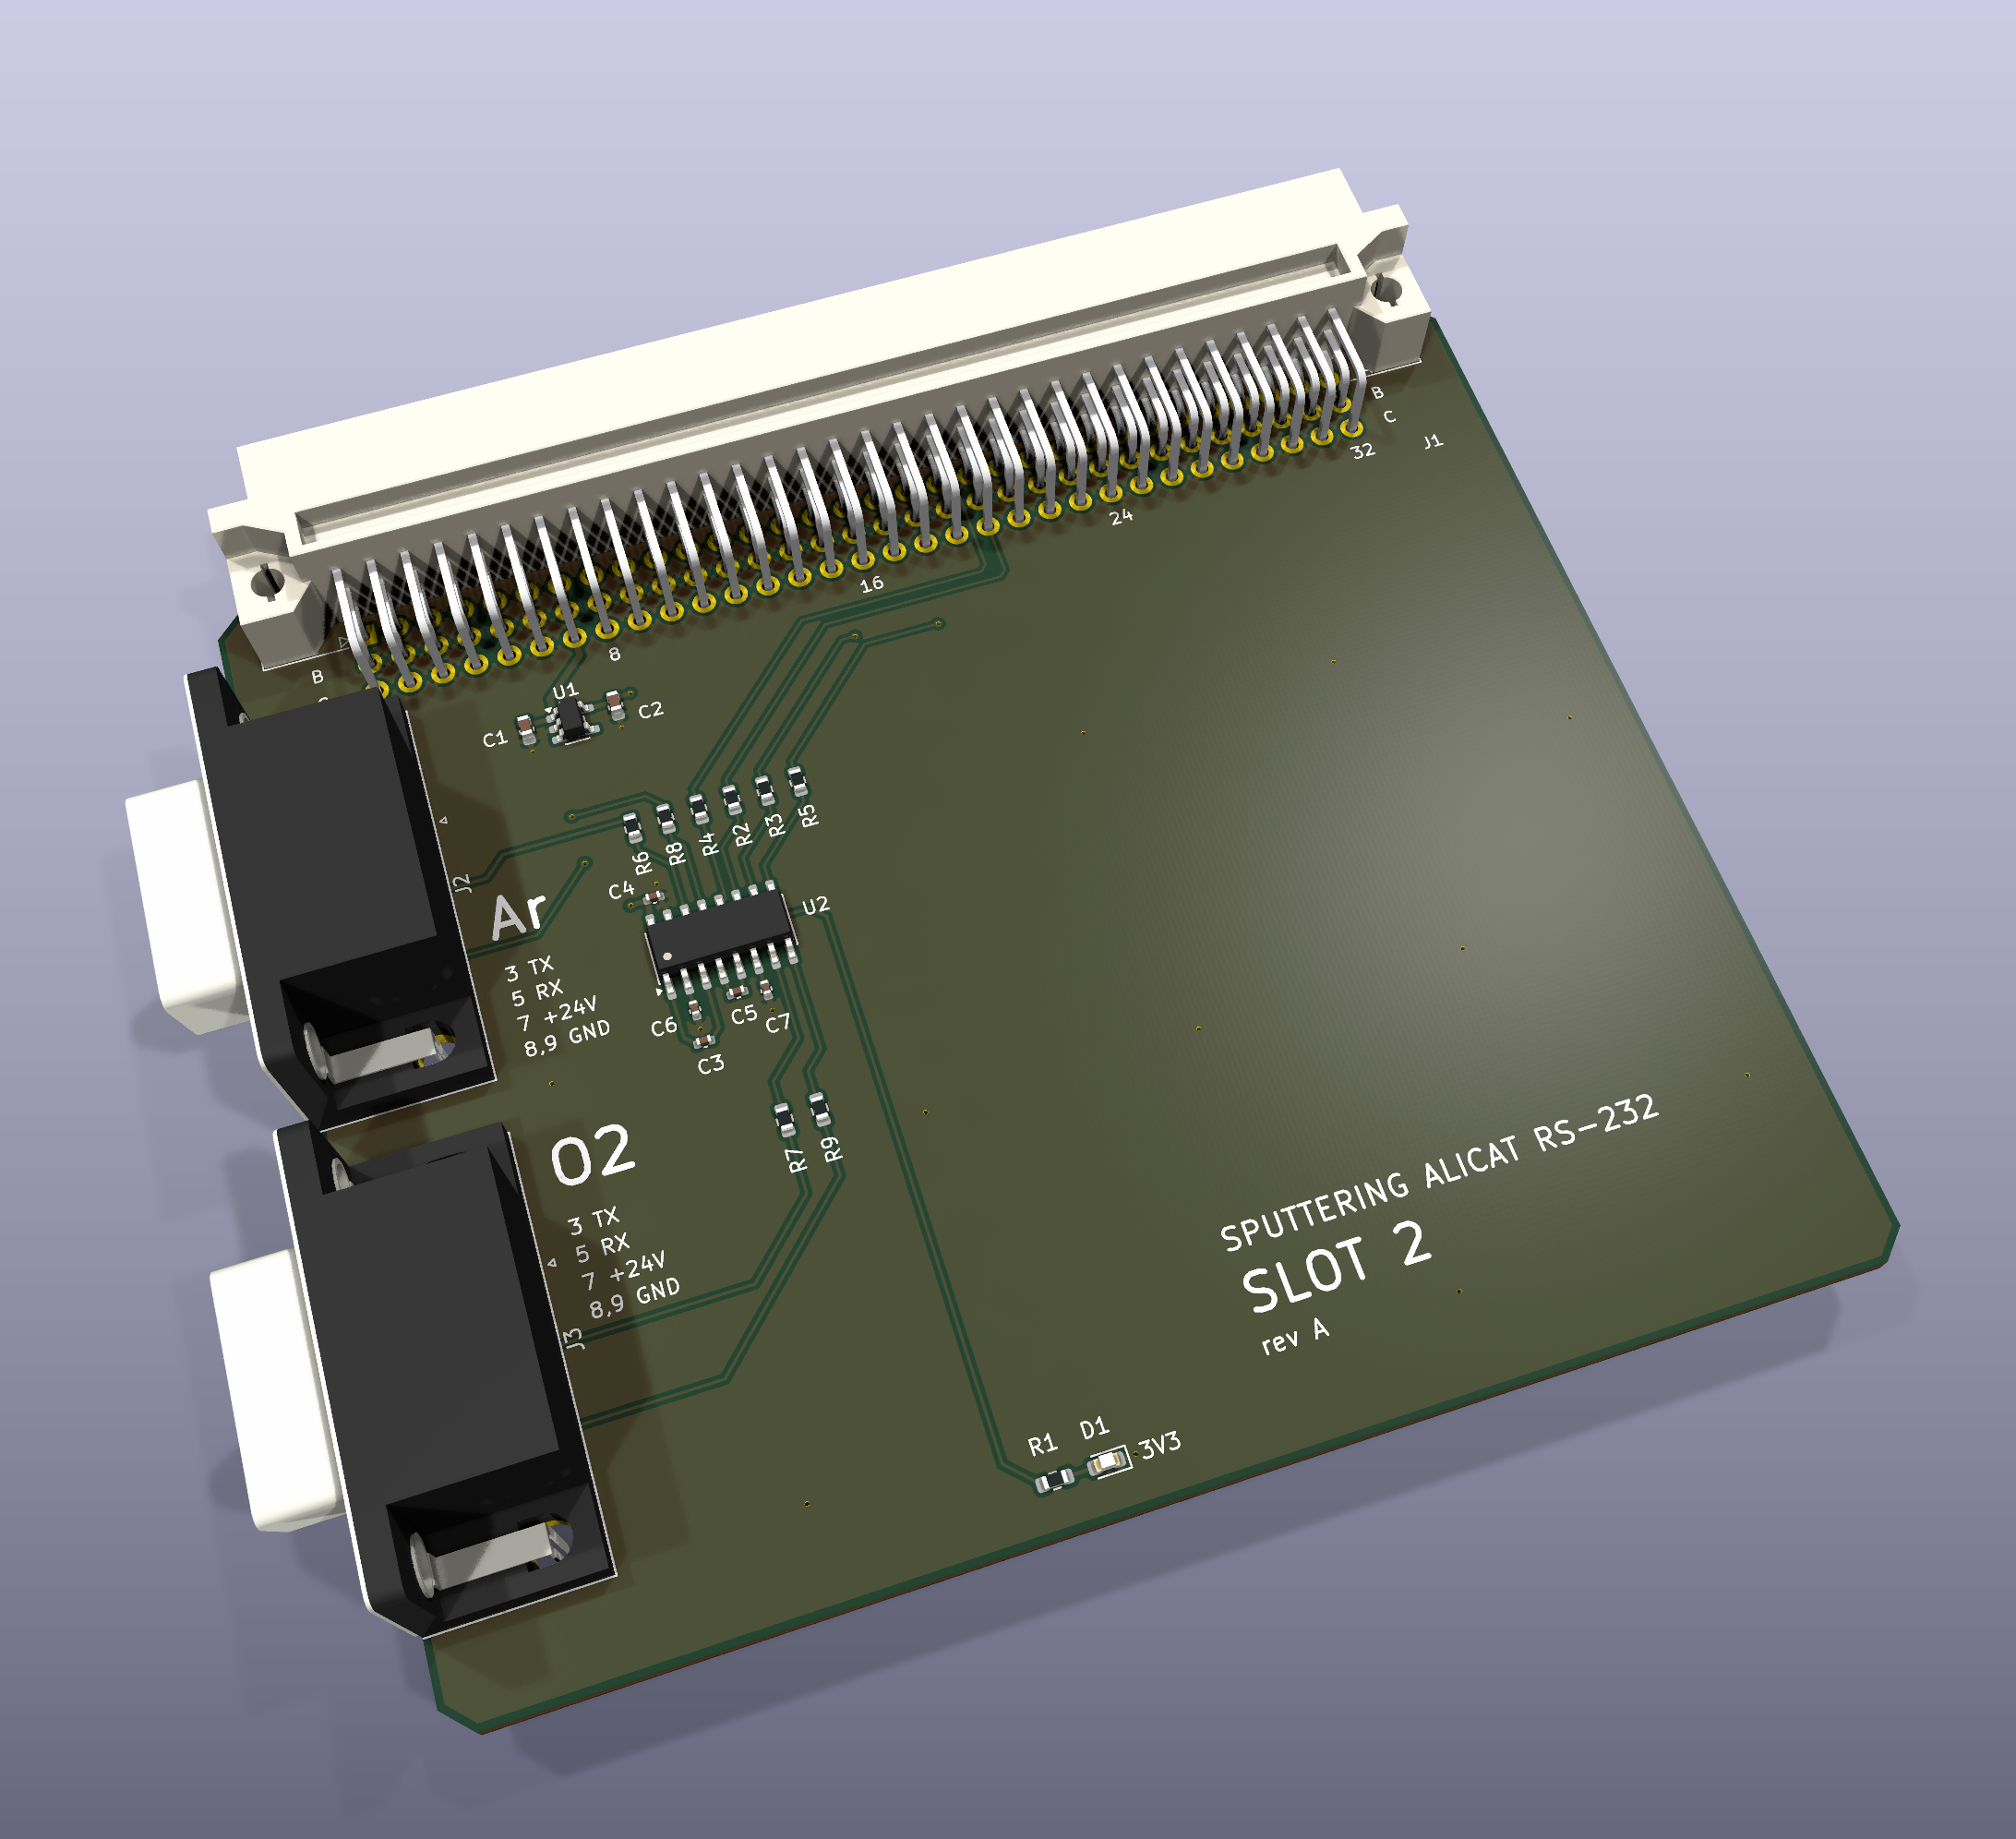 B
C
J1
32
24
16
8
B
U1
C1
C2
R6
R8
R4
R2
R3
R5
J2
Ar
3 TX
5 RX
7 +24V
8,9 GND
C4
U2
C6
C5
C7
C3
O2
3 TX
5 RX
7 +24V
8,9 GND
J3
R7
R9
SPUTTERING ALICAT RS-232
SLOT 2
rev A
R1
D1
3V3